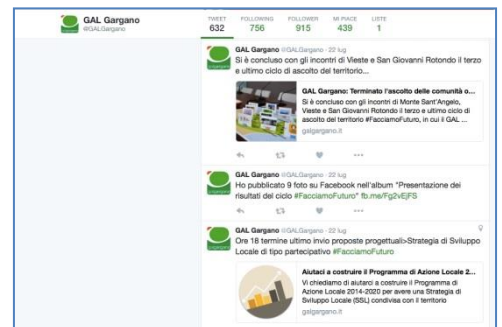 GAL Gargano
@GALGargano
TWEET FOLLOWING FOLLOWER MI PIACE LISTE
632 756 915 439 1
GAL Gargano @GALGargano · 22 lug
Si è concluso con gli incontri di Vieste e San Giovanni Rotondo il terzo
e ultimo ciclo di ascolto del territorio...
GAL Gargano: Terminato l'ascolto delle comunità o...
Si è concluso con gli incontri di Monte Sant'Angelo,
Vieste e San Giovanni Rotondo il terzo e ultimo ciclo di
ascolto del territorio #FacciamoFuturo, in cui il GAL ...
galgargano.it
GAL Gargano @GALGargano · 22 lug
Ho pubblicato 9 foto su Facebook nell'album "Presentazione dei
risultati del ciclo #FacciamoFuturo" fb.me/Fg2vEjFS
GAL Gargano @GALGargano · 22 lug
Ore 18 termine ultimo invio proposte progettuali>Strategia di Sviluppo
Locale di tipo partecipativo #FacciamoFuturo
Aiutaci a costruire il Programma di Azione Locale 2...
Vi chiediamo di aiutarci a costruire il Programma di
Azione Locale 2014-2020 per avere una Strategia di
Sviluppo Locale (SSL) condivisa con il territorio
galgargano.it